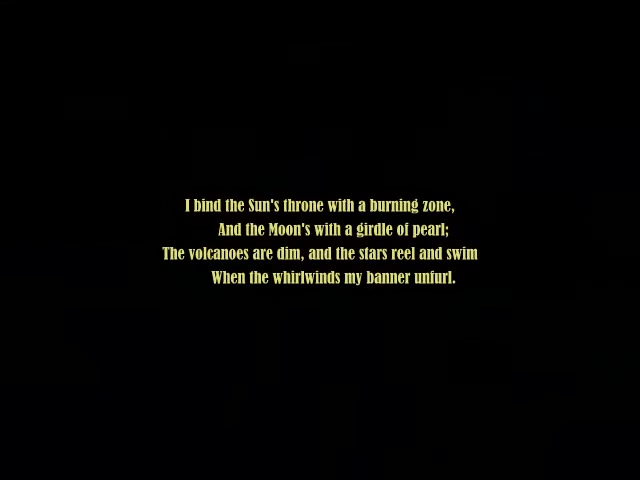 I bind the Sun's throne with a burning zone,
And the Moon's with a girdle of pearl;
The volcanoes are dim, and the stars reel and swim
When the whirlwinds my banner unfurl.